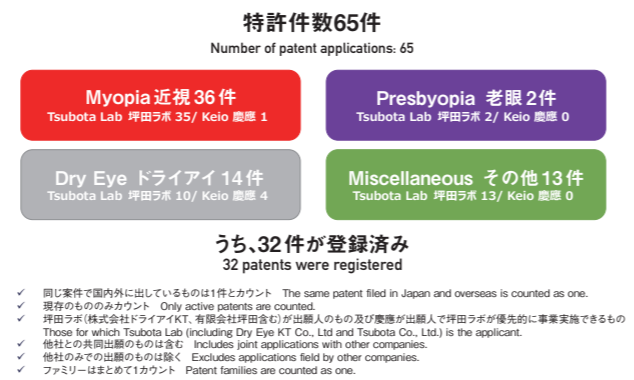 特許件数65件
Number of patent applications: 65
Myopia 近視 36 件
Tsubota Lab 坪田ラボ 35/ Keio 慶應 1
Presbyopia 老眼 2 件
Tsubota Lab 坪田ラボ 2/ Keio 慶應 0
Dry Eye ドライアイ 14 件
Tsubota Lab 坪田ラボ 10/ Keio 慶應 4
Miscellaneous その他 13 件
Tsubota Lab 坪田ラボ 13/ Keio 慶應 0
うち、32件が登録済み
32 patents were registered
✓ 同じ案件で国内外に出しているものは1件とカウント The same patent filed in Japan and overseas is counted as one.
✓ 現存のもののみカウント Only active patents are counted.
✓ 坪田ラボ（株式会社ドライアイKT、有限会社坪田含む）が出願人のもの及び慶應が出願人で坪田ラボが優先的に事業実施できるもの
Those for which Tsubota Lab (including Dry Eye KT Co., Ltd and Tsubota Co., Ltd.) is the applicant.
✓ 他社との共同出願のものは含む Includes joint applications with other companies.
✓ 他社のみでの出願のものは除く Excludes applications field by other companies.
✓ ファミリーはまとめて1カウント Patent families are counted as one.